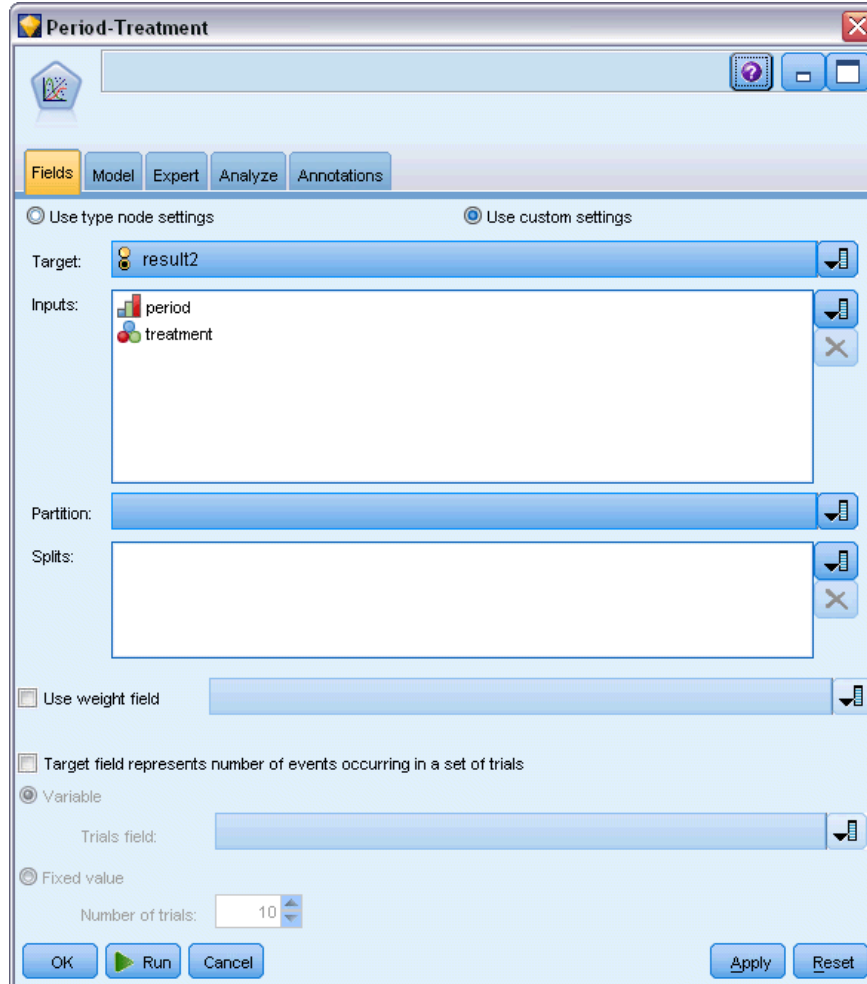 Period-Treatment
Fields Model Expert Analyze Annotations
Use type node settings Use custom settings
Target: result2
Inputs: period
treatment
Partition:
Splits:
Use weight field
Target field represents number of events occurring in a set of trials
Variable
Trials field:
Fixed value
Number of trials: 10
OK Run Cancel Apply Reset